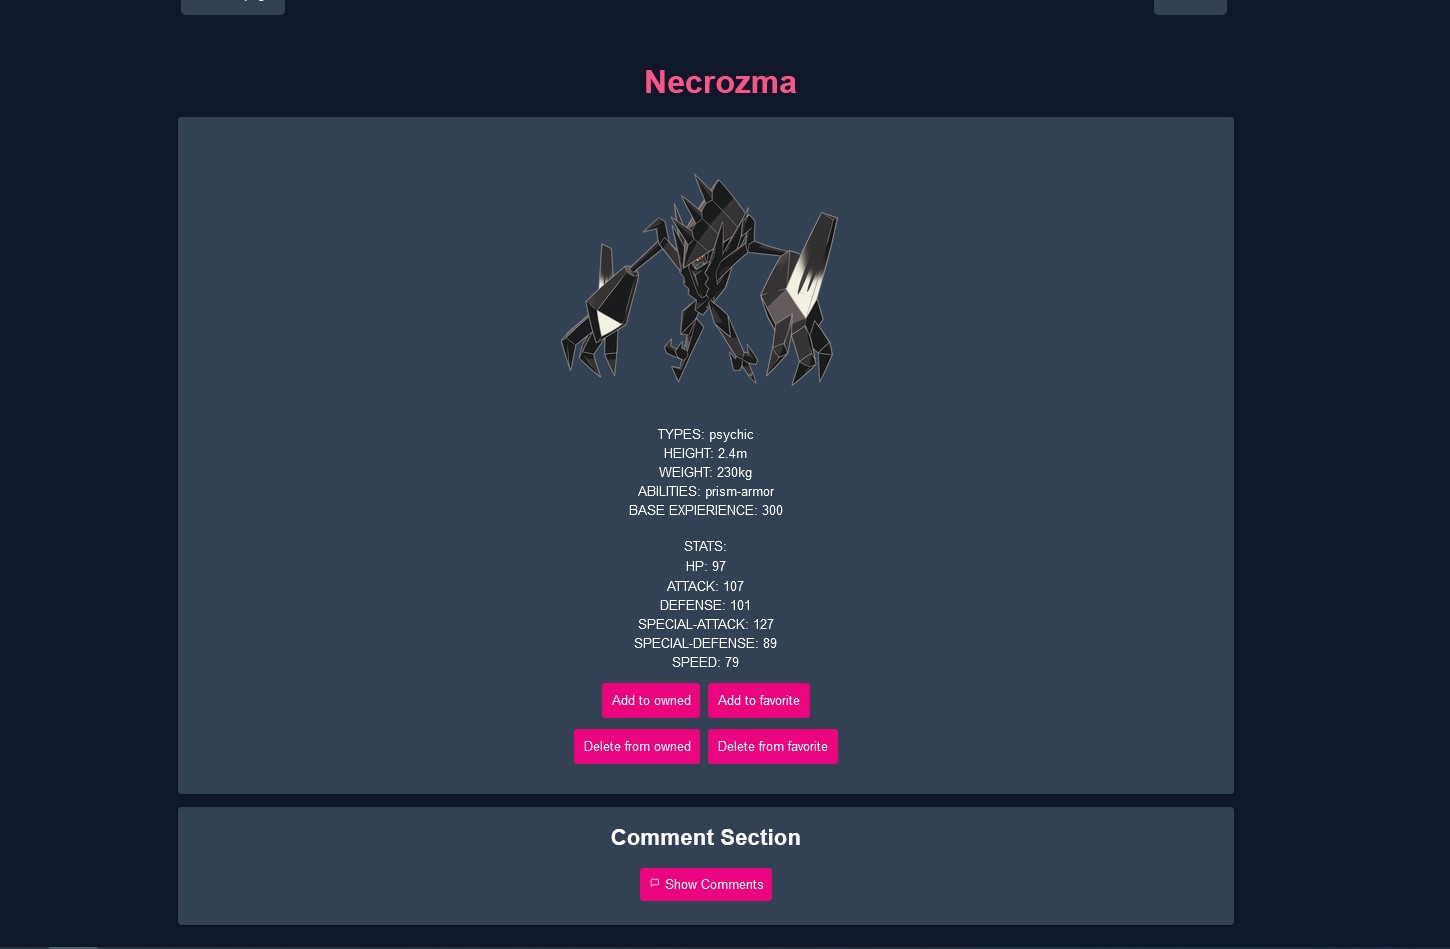 Necrozma
TYPES: psychic
HEIGHT: 2.4m
WEIGHT: 230kg
ABILITIES: prism-armor
BASE EXPIERIENCE: 300
STATS:
HP: 97
ATTACK: 107
DEFENSE: 101
SPECIAL-ATTACK: 127
SPECIAL-DEFENSE: 89
SPEED: 79
Add to owned Add to favorite
Delete from owned Delete from favorite
Comment Section
Show Comments